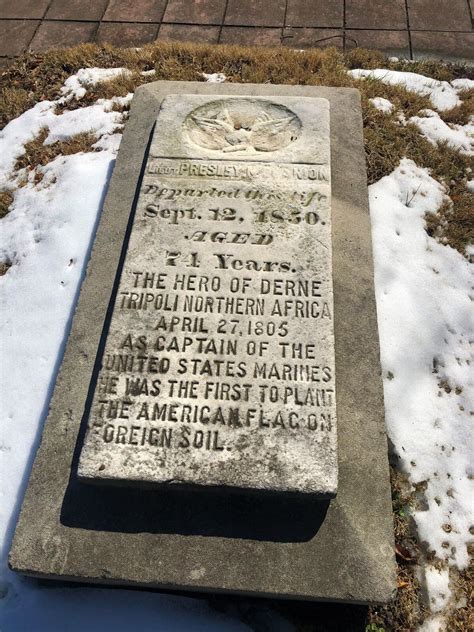 Lieut. PRESLEY N. O'BANNON
Departed this life
Sept. 12, 1850.
AGED
74 Years.
THE HERO OF DERNE
TRIPOLI NORTHERN AFRICA
APRIL 27, 1805
AS CAPTAIN OF THE
UNITED STATES MARINES
HE WAS THE FIRST TO PLANT
THE AMERICAN FLAG ON
FOREIGN SOIL.